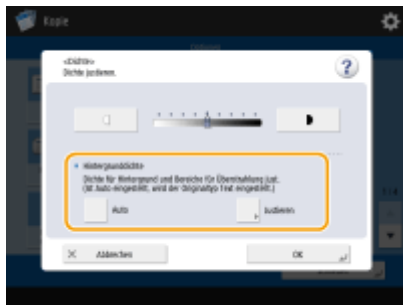 Kopie
<Dichte>
Dichte justieren.
Hintergrunddichte
Dichte für Hintergrund und Bereiche für Überstrahlung just.
(Ist Auto eingestellt, wird der Originaltyp Text eingestellt.)
Auto
Justieren
Abbrechen
OK